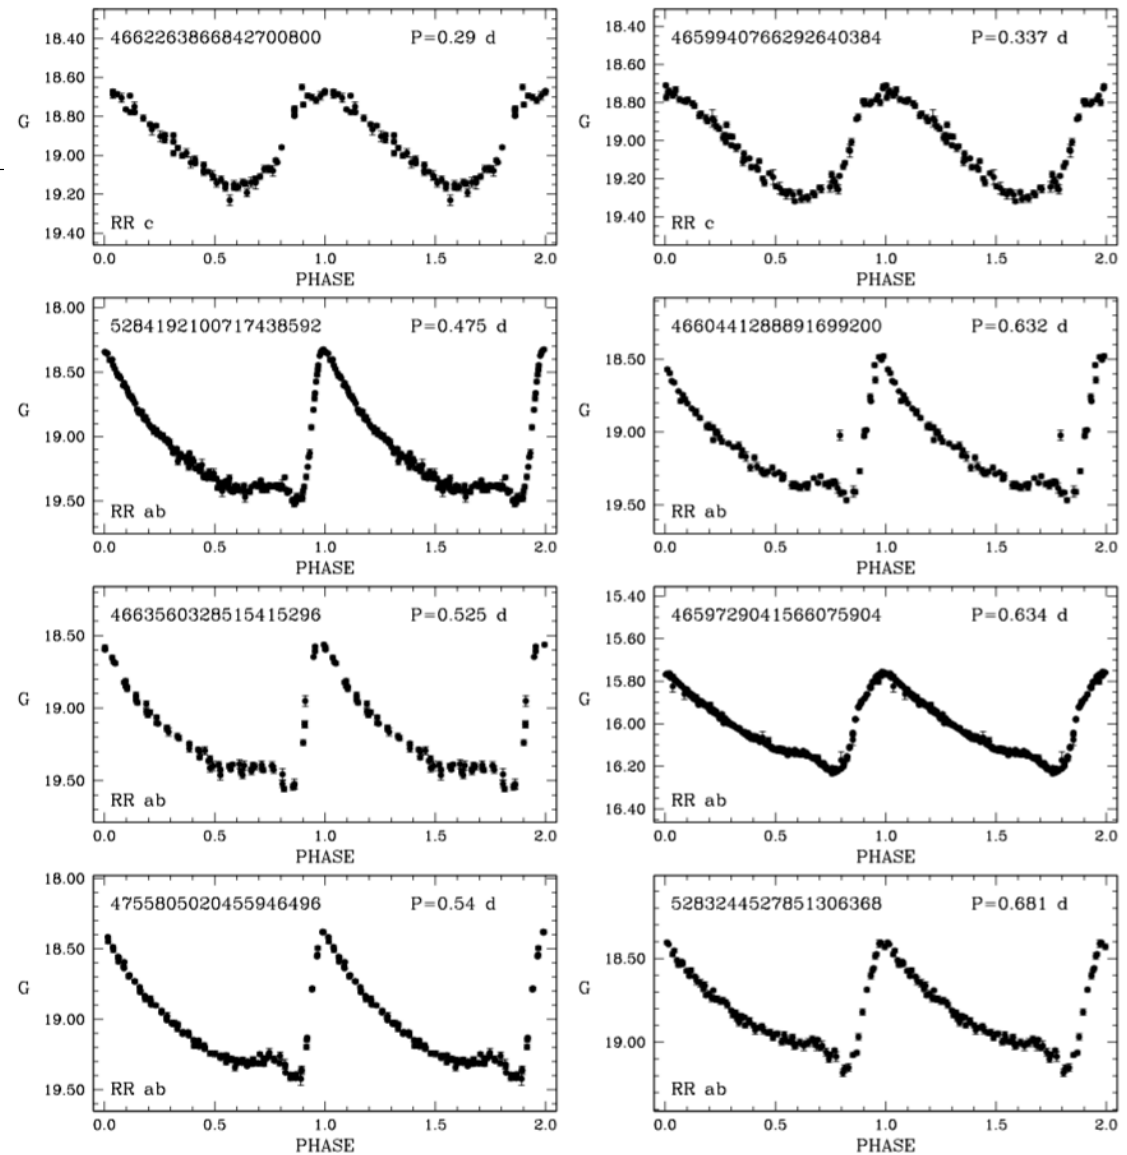 4662263866842700800 P=0.29 d
18.40
18.60
18.80
G
19.00
19.20
19.40
RR c
0.0 0.5 1.0 1.5 2.0
PHASE
4659940766292640384 P=0.337 d
18.40
18.60
18.80
G
19.00
19.20
19.40
RR c
0.0 0.5 1.0 1.5 2.0
PHASE
18.00
5284192100717438592 P=0.475 d
18.50
G
19.00
19.50
RR ab
0.0 0.5 1.0 1.5 2.0
PHASE
4660441288891699200 P=0.632 d
18.50
G
19.00
19.50
RR ab
0.0 0.5 1.0 1.5 2.0
PHASE
4663560328515415296 P=0.525 d
18.50
G
19.00
19.50
RR ab
0.0 0.5 1.0 1.5 2.0
PHASE
15.40
4659729041566075904 P=0.634 d
15.60
15.80
G
16.00
16.20
16.40
RR ab
0.0 0.5 1.0 1.5 2.0
PHASE
18.00
4755805020455946496 P=0.54 d
18.50
G
19.00
19.50
RR ab
0.0 0.5 1.0 1.5 2.0
PHASE
5283244527851306368 P=0.681 d
18.50
G
19.00
RR ab
0.0 0.5 1.0 1.5 2.0
PHASE